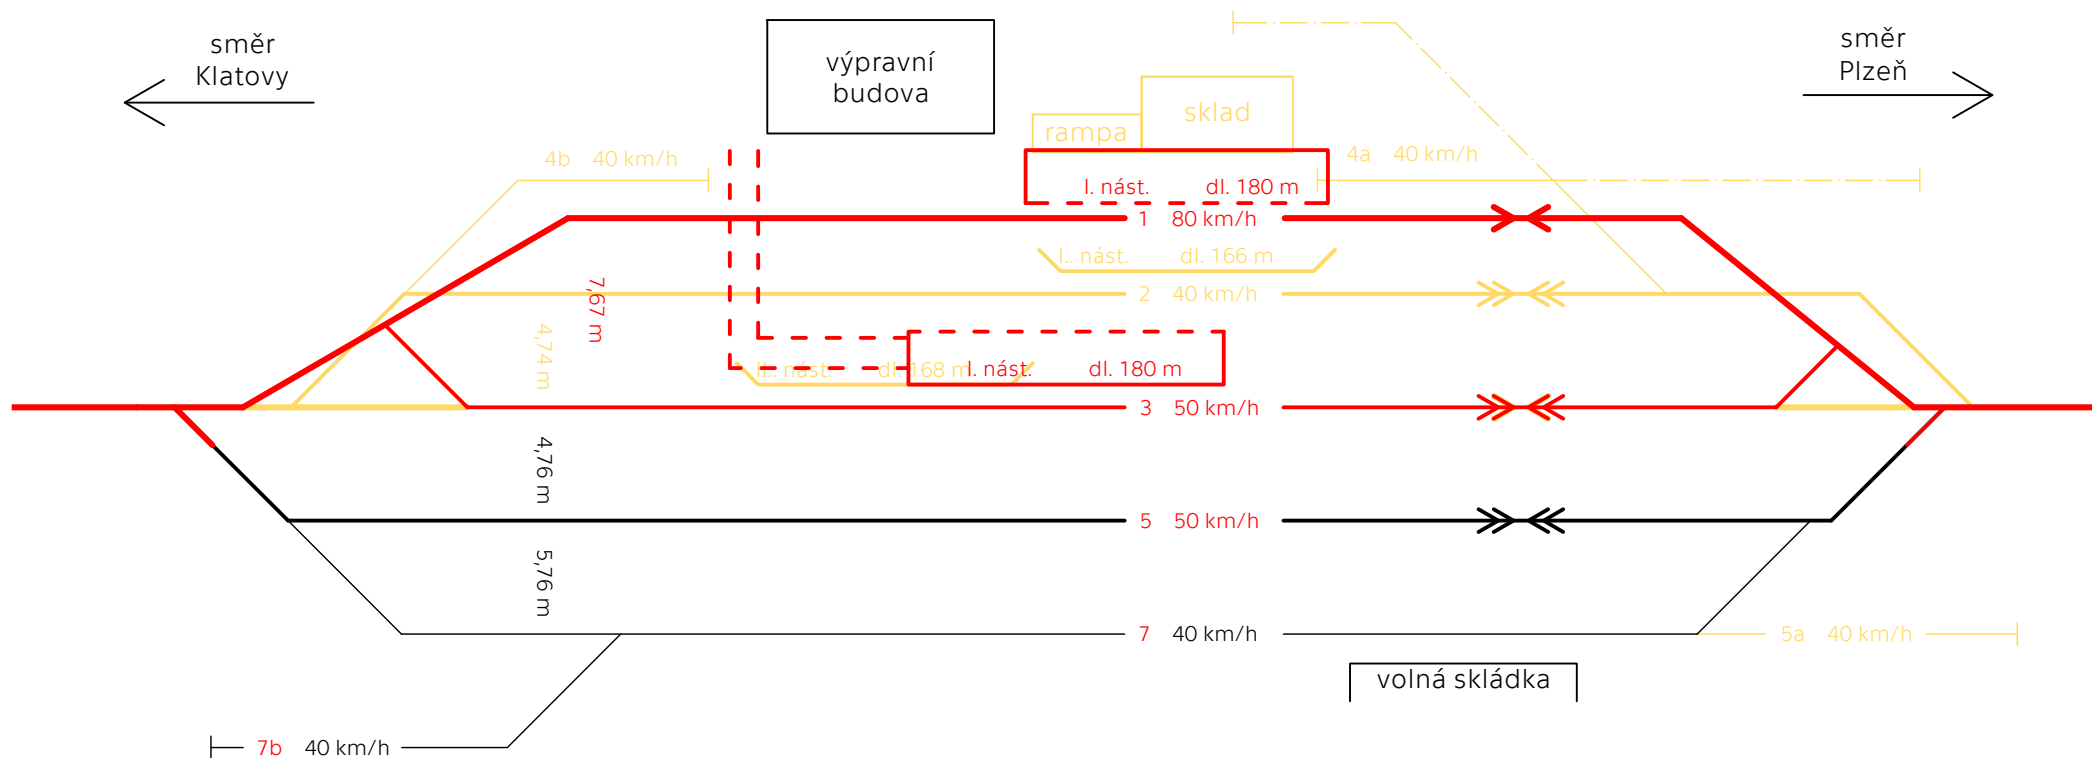 směr
Klatovy
výpravní
budova
směr
Plzeň
sklad
rampa
4b 40 km/h
4a 40 km/h
I. nást. dl. 180 m
1 80 km/h
I.. nást. dl. 166 m
2 40 km/h
7,67 m
4,74 m
II.. nást. dl. 168 m
I. nást. dl. 180 m
3 50 km/h
4,76 m
5 50 km/h
5,76 m
7 40 km/h
5a 40 km/h
volná skládka
7b 40 km/h